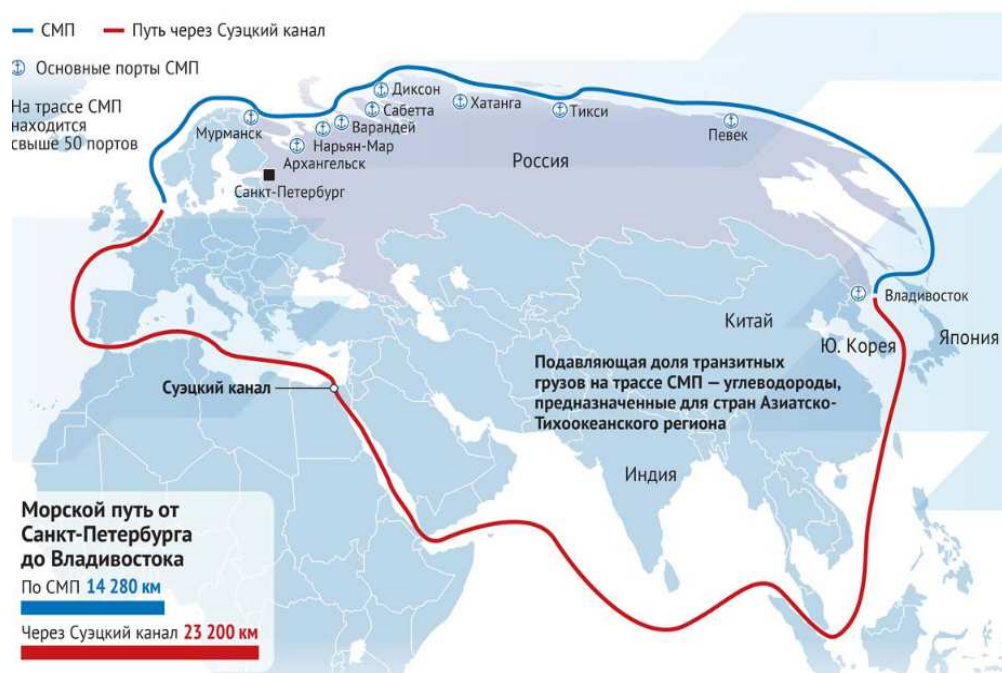 СМП
Путь через Суэцкий канал
Основные порты СМП
На трассе СМП
находится
свыше 50 портов
Диксон
Сабетта
Хатанга
Тикси
Певек
Мурманск
Варандей
Нарьян-Мар
Архангельск
Санкт-Петербург
Россия
Владивосток
Китай
Ю. Корея
Япония
Суэцкий канал
Подавляющая доля транзитных
грузов на трассе СМП — углеводороды,
предназначенные для стран Азиатско-
Тихоокеанского региона
Индия
Морской путь от
Санкт-Петербурга
до Владивостока
По СМП 14 280 км
Через Суэцкий канал 23 200 км